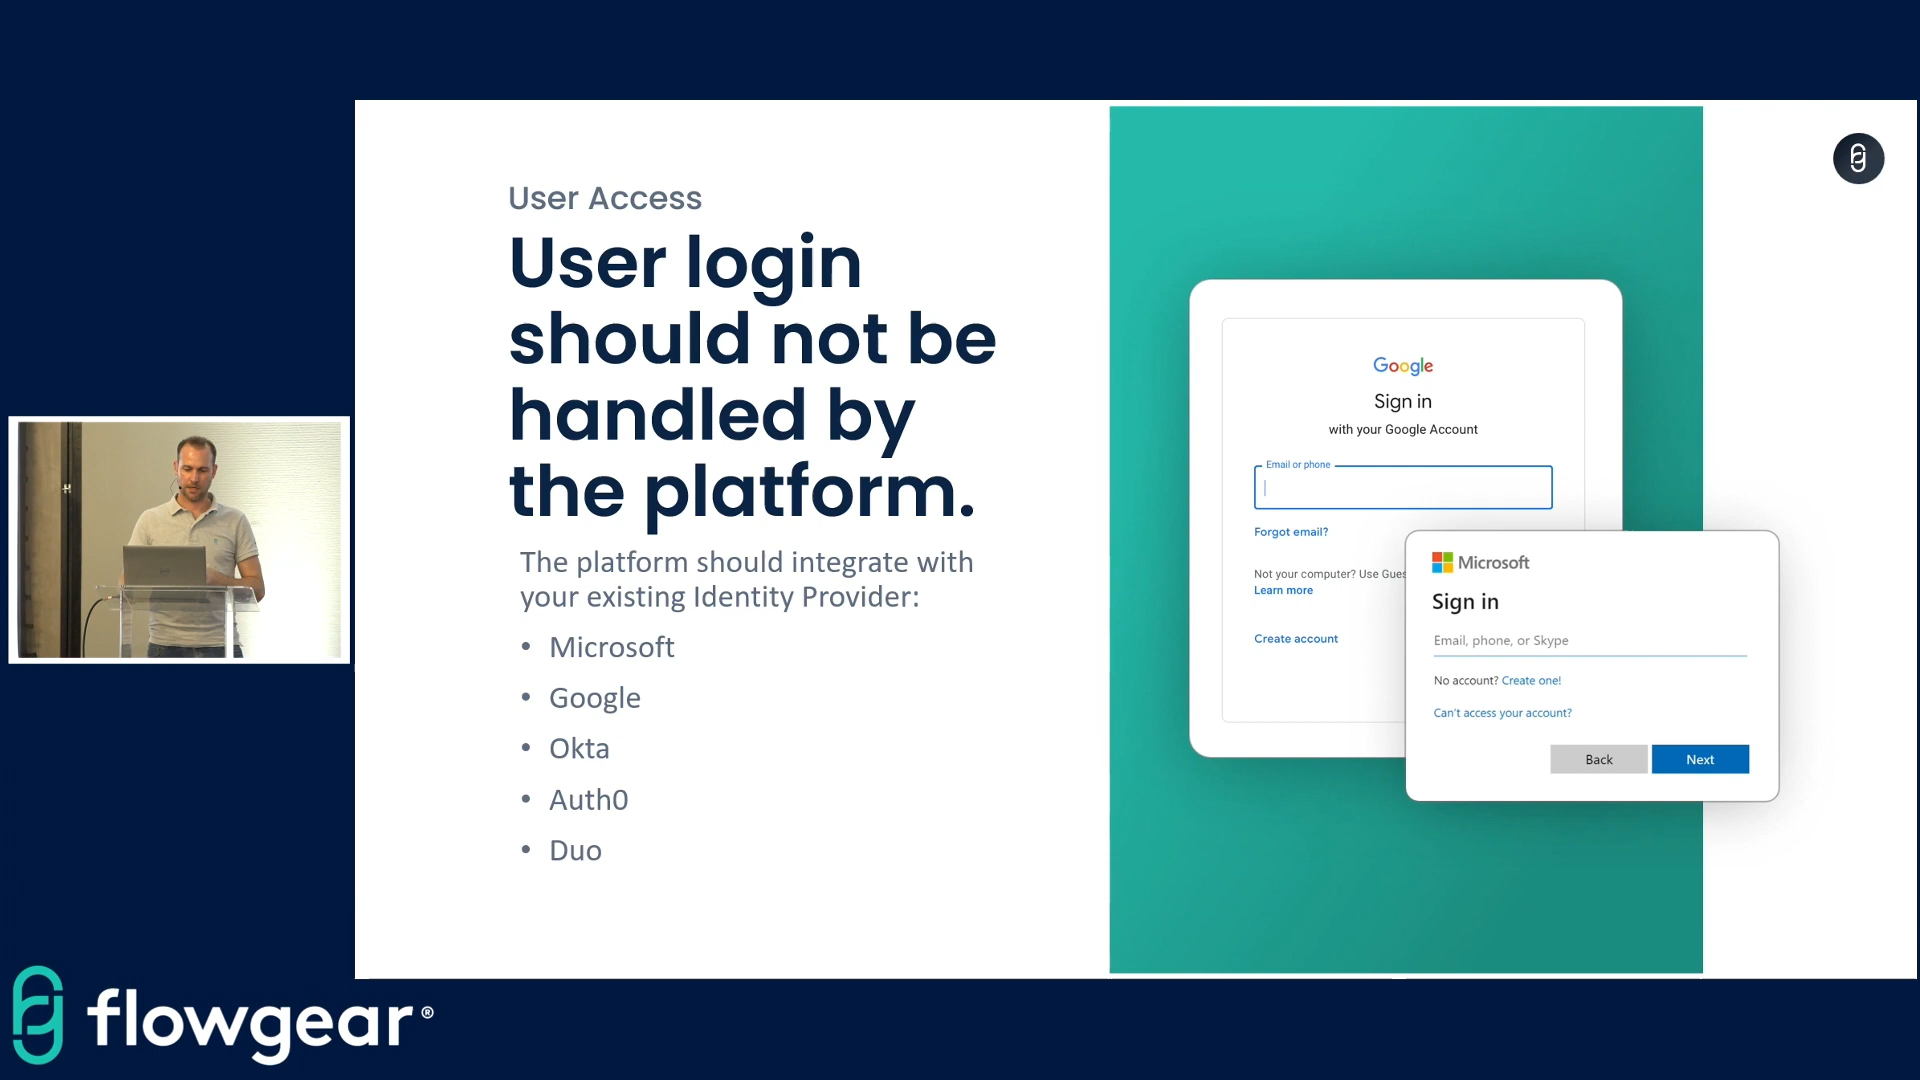 User Access
User login
should not be
handled by
the platform.
The platform should integrate with
your existing Identity Provider:
• Microsoft
• Google
• Okta
• Auth0
• Duo
Google
Sign in
with your Google Account
Email or phone
Forgot email?
Not your computer? Use Gues
Learn more
Create account
Microsoft
Sign in
Email, phone, or Skype
No account? Create one!
Can't access your account?
Back
Next
flowgear®